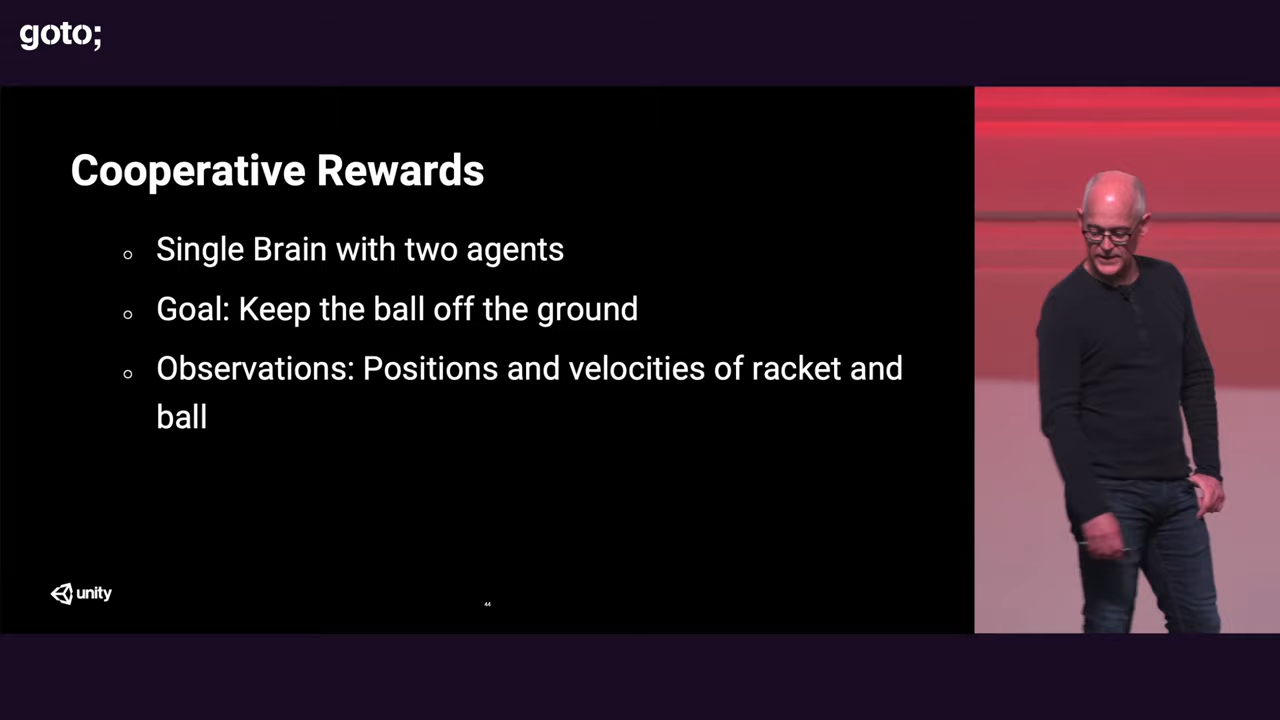 goto;
Cooperative Rewards
Single Brain with two agents
Goal: Keep the ball off the ground
Observations: Positions and velocities of racket and
ball
unity
44